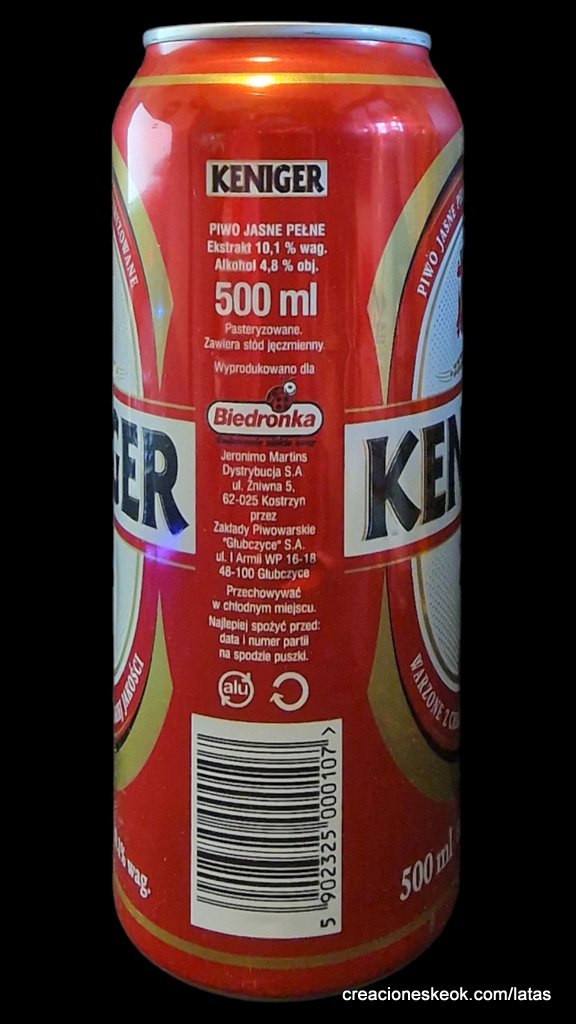 KENIGER
PIWO JASNE PEŁNE
Ekstrakt 10,1 % wag.
Alkohol 4,8 % obj.
500 ml
Pasteryzowane.
Zawiera słód jęczmienny.
Wyprodukowano dla
Biedronka
Jeronimo Martins
Dystrybucja S.A.
ul. Żniwna 5,
62-025 Kostrzyn
przez
Zakłady Piwowarskie
"Głubczyce" S.A.
ul. I Armii WP 16-18
48-100 Głubczyce
Przechowywać
w chłodnym miejscu.
Najlepiej spożyć przed:
data i numer partii
na spodzie puszki.
alu
5 902325 000107 >
GER
JAKOŚCI
wag.
PIWO JASNE
KEN
WARZONE Z
500 ml
creacioneskeok.com/latas